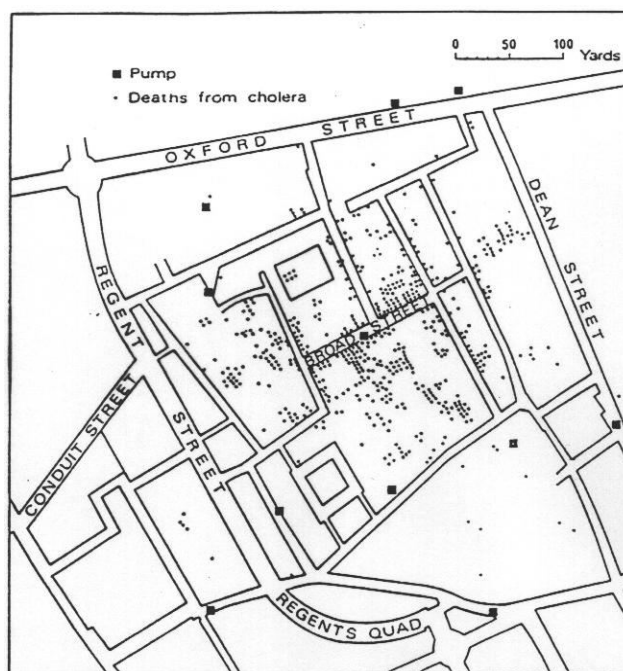 0 50 100
Yards
Pump
Deaths from cholera
OXFORD STREET
REGENT STREET
DEAN STREET
BROAD STREET
CONDUIT STREET
REGENTS QUAD